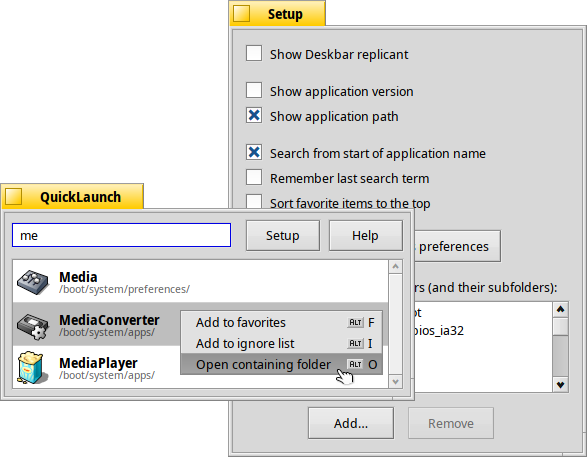 Setup
Show Deskbar replicant
Show application version
Show application path
Search from start of application name
Remember last search term
Sort favorite items to the top
preferences
(and their subfolders):
bios_ia32
Add...
Remove
QuickLaunch
me
Setup
Help
Media
/boot/system/preferences/
MediaConverter
/boot/system/apps/
MediaPlayer
/boot/system/apps/
Add to favorites ALT F
Add to ignore list ALT I
Open containing folder ALT O